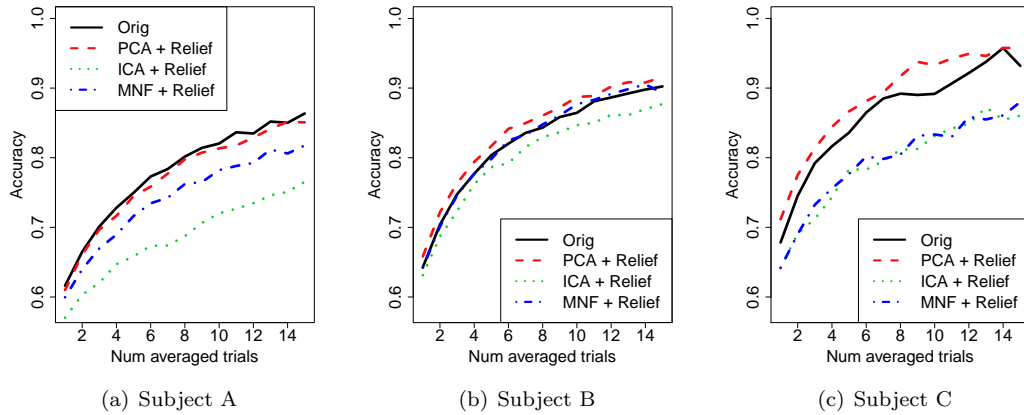 1.0
0.9
0.8
0.7
0.6
Accuracy
Orig
PCA + Relief
ICA + Relief
MNF + Relief
2 4 6 8 10 12 14
Num averaged trials
(a) Subject A
1.0
0.9
0.8
0.7
0.6
Accuracy
Orig
PCA + Relief
ICA + Relief
MNF + Relief
2 4 6 8 10 12 14
Num averaged trials
(b) Subject B
1.0
0.9
0.8
0.7
0.6
Accuracy
Orig
PCA + Relief
ICA + Relief
MNF + Relief
2 4 6 8 10 12 14
Num averaged trials
(c) Subject C